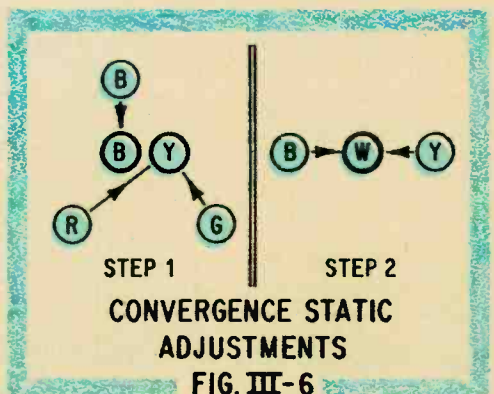 B
B Y
R G
STEP 1
B W Y
STEP 2
CONVERGENCE STATIC
ADJUSTMENTS
FIG. III-6